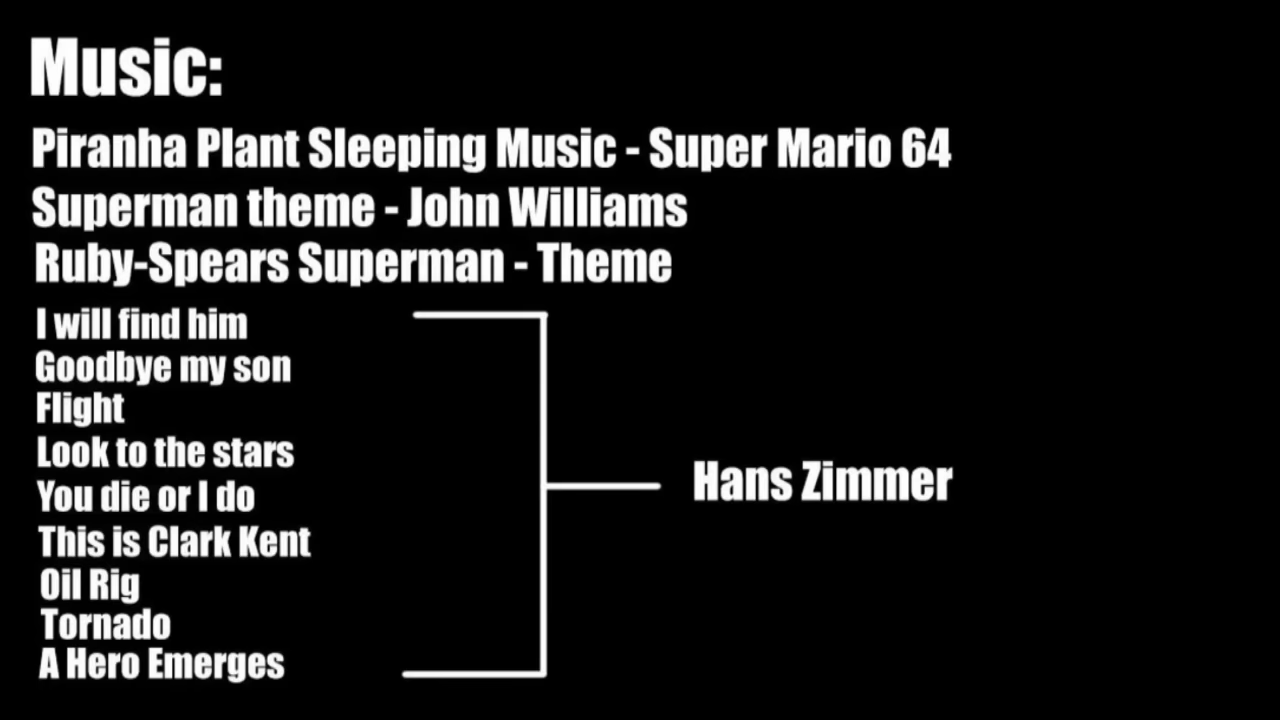 Music:
Piranha Plant Sleeping Music - Super Mario 64
Superman theme - John Williams
Ruby-Spears Superman - Theme
I will find him
Goodbye my son
Flight
Look to the stars
You die or I do
This is Clark Kent
Oil Rig
Tornado
A Hero Emerges
Hans Zimmer